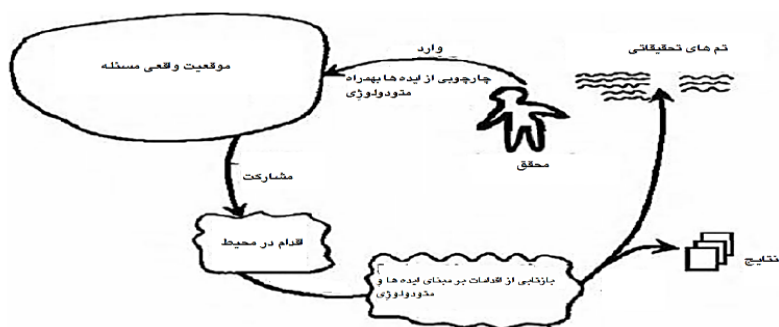 وارد
تم های تحقیقاتی
موقعیت واقعی مسئله
چارچوبی از ایده ها بهمراه
متودولوژی
محقق
مشارکت
اقدام در محیط
بازتابی از اقدامات بر مبنای ایده ها و
متودولوژی
نتایج